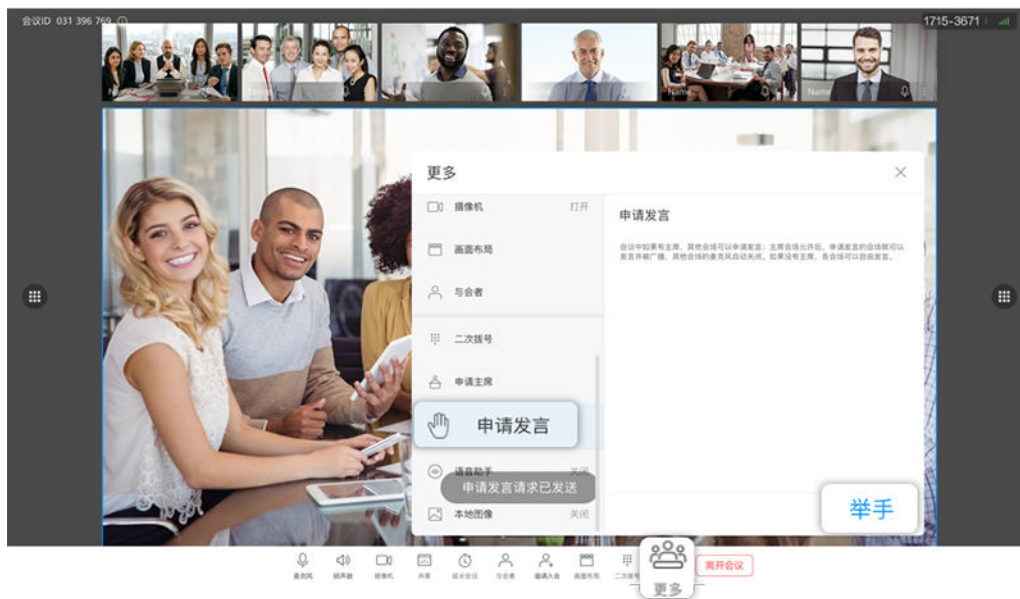 会议ID 031 396 769
1715-3671
Name
Name
Name
Name
更多
摄像机 打开
画面布局
与会者
二次拨号
申请主席
申请发言
语音助手 关闭
申请发言请求已发送
本地图像 关闭
申请发言
会议中如果有主席，其他会场可以申请发言；主席会场允许后，申请发言的会场就可以
发言并被广播，其他会场的麦克风自动关闭。如果没有主席，各会场可以自由发言。
举手
麦克风 扬声器 摄像机 共享 延长会议 与会者 邀请入会 画面布局 二次拨号 更多 离开会议